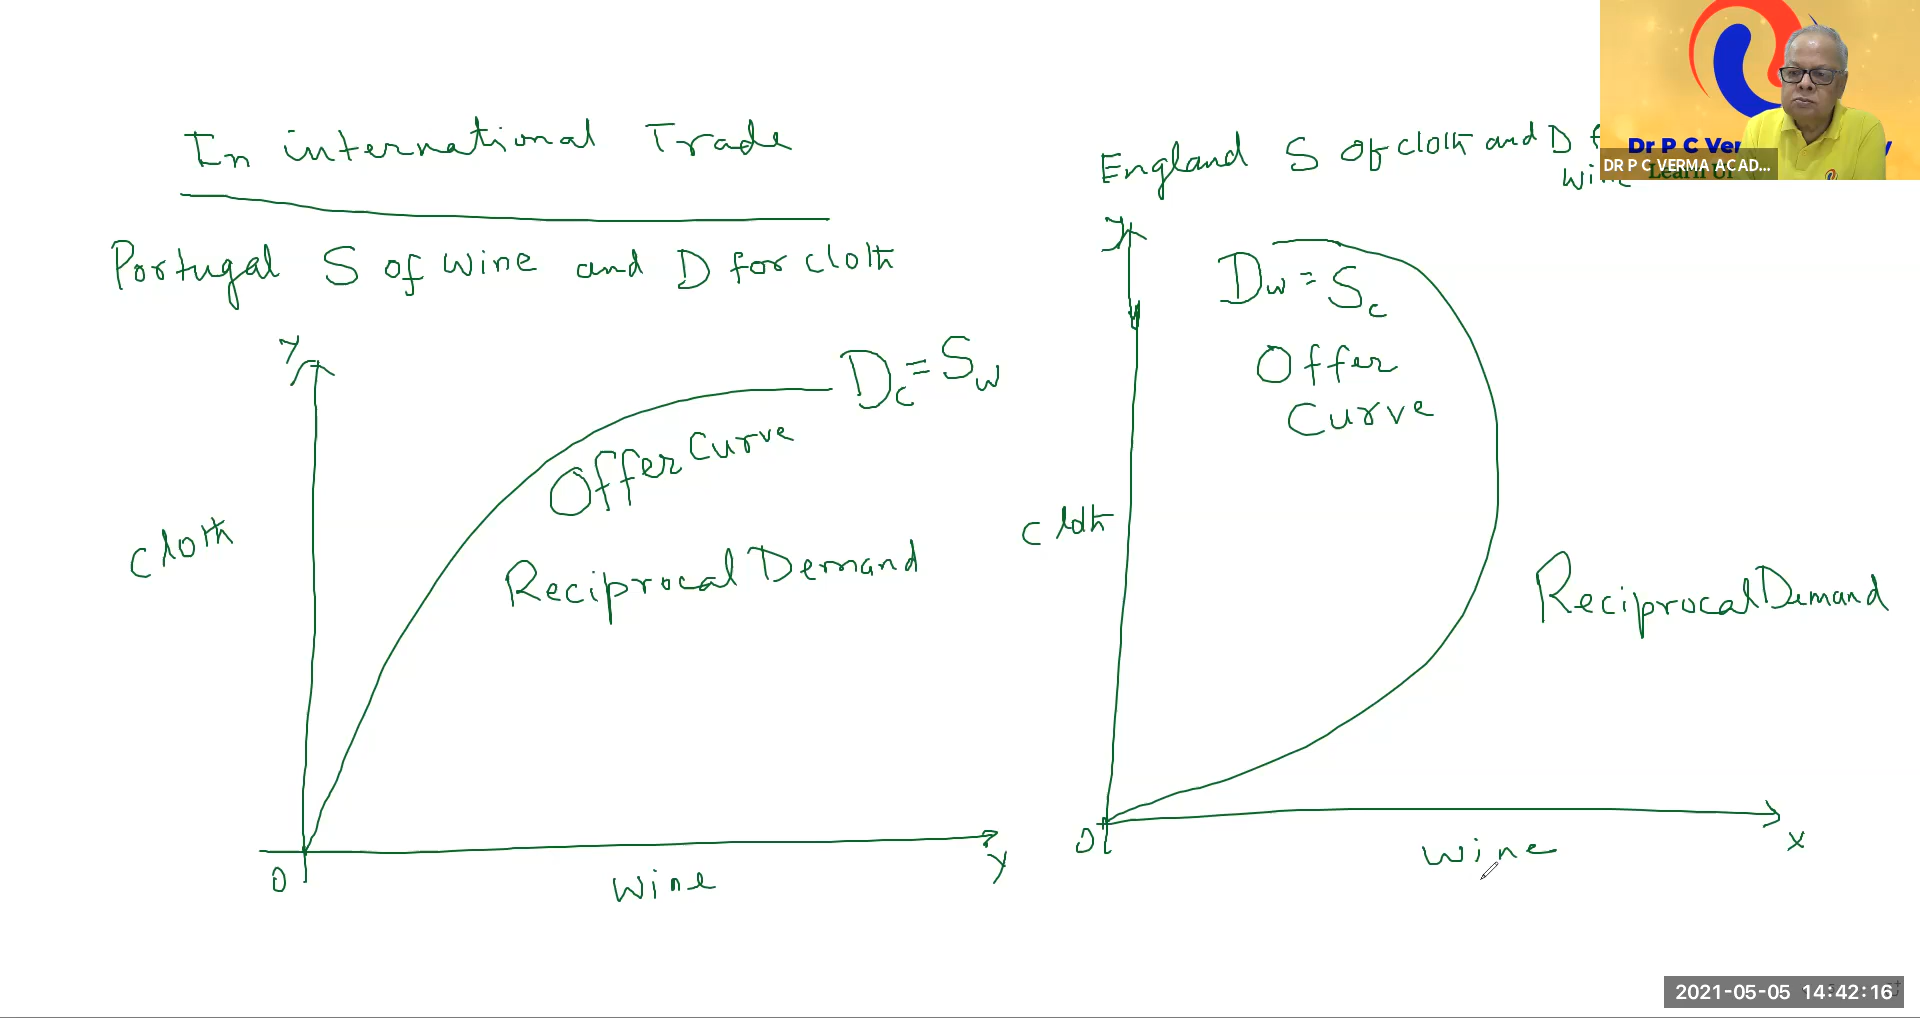 In international Trade
Portugal S of wine and D for cloth
y
Dc = Sw
Offer Curve
Reciprocal Demand
cloth
O
wine
y
England S of cloth and D
wine
y
Dw = Sc
Offer
Curve
cloth
Reciprocal Demand
O
wine
x
Dr P C Ver
DR P C VERMA ACAD...
Learn
2021-05-05 14:42:16